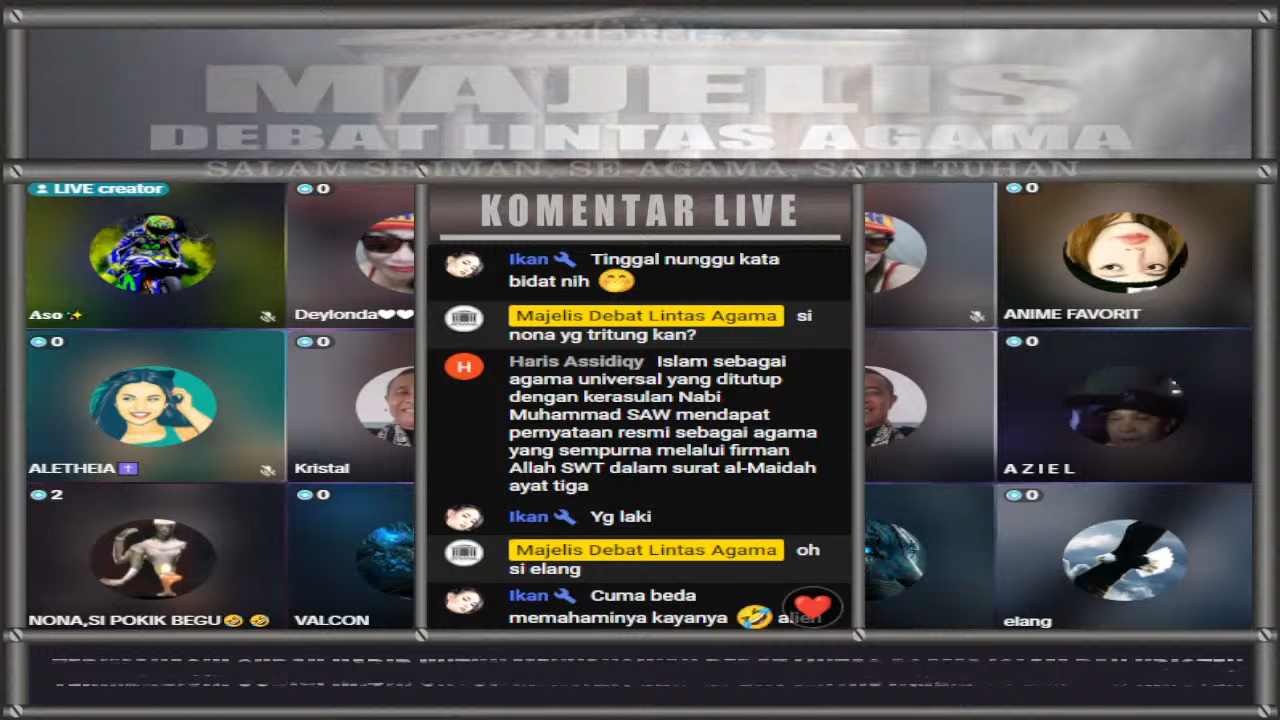 MAJELIS
DEBAT LINTAS AGAMA
SALAM SE-IMAN, SE-AGAMA, SATU TUHAN
LIVE creator
0
0
KOMENTAR LIVE
Aso
Deylonda
ANIME FAVORIT
Ikan Tinggal nunggu kata
bidat nih
Majelis Debat Lintas Agama si
nona yg tritung kan?
Haris Assidiqy Islam sebagai
agama universal yang ditutup
dengan kerasulan Nabi
Muhammad SAW mendapat
pernyataan resmi sebagai agama
yang sempurna melalui firman
Allah SWT dalam surat al-Maidah
ayat tiga
Ikan Yg laki
Majelis Debat Lintas Agama oh
si elang
Ikan Cuma beda
memahaminya kayanya alien
H
0
0
0
ALETHEIA
Kristal
A Z I E L
2
0
0
NONA,SI POKIK BEGU
VALCON
elang